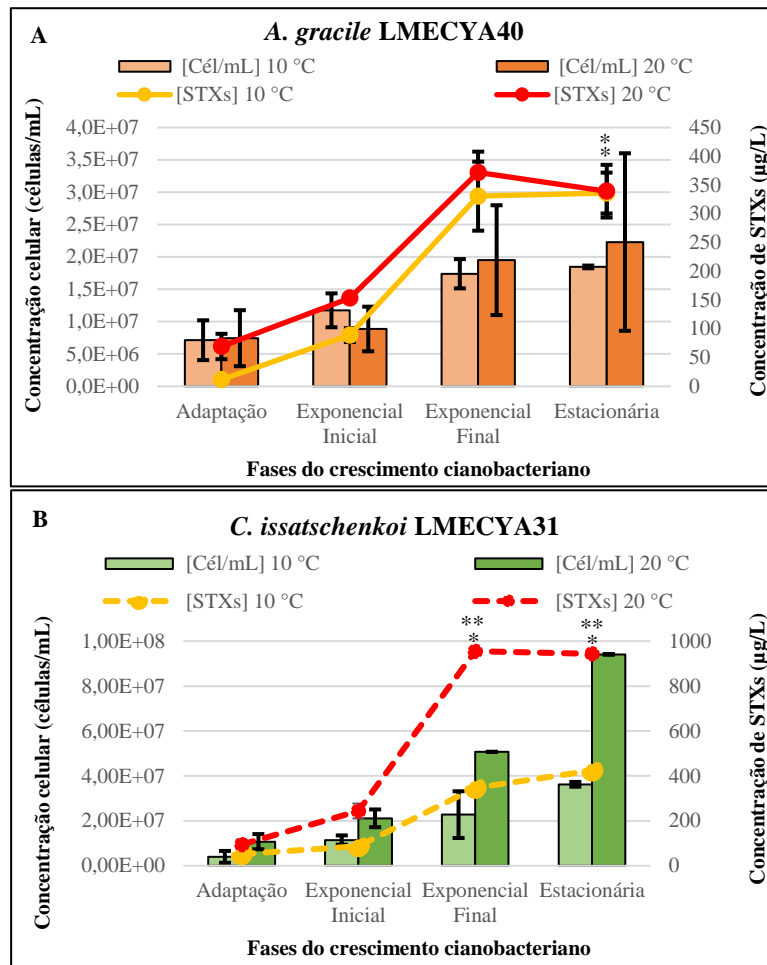 A
A. gracile LMECYA40
[Cél/mL] 10 °C
[Cél/mL] 20 °C
[STXs] 10 °C
[STXs] 20 °C
Concentração celular (células/mL)
4,0E+07
3,5E+07
3,0E+07
2,5E+07
2,0E+07
1,5E+07
1,0E+07
5,0E+06
0,0E+00
*
*
450
400
350
300
250
200
150
100
50
0
Concentração de STXs (µg/L)
Adaptação
Exponencial
Inicial
Exponencial
Final
Estacionária
Fases do crescimento cianobacteriano
B
C. issatschenkoi LMECYA31
[Cél/mL] 10 °C
[Cél/mL] 20 °C
[STXs] 10 °C
[STXs] 20 °C
Concentração celular (células/mL)
1,00E+08
8,00E+07
6,00E+07
4,00E+07
2,00E+07
0,00E+00
**
*
**
*
1000
800
600
400
200
0
Concentração de STXs (µg/L)
Adaptação
Exponencial
Inicial
Exponencial
Final
Estacionária
Fases do crescimento cianobacteriano